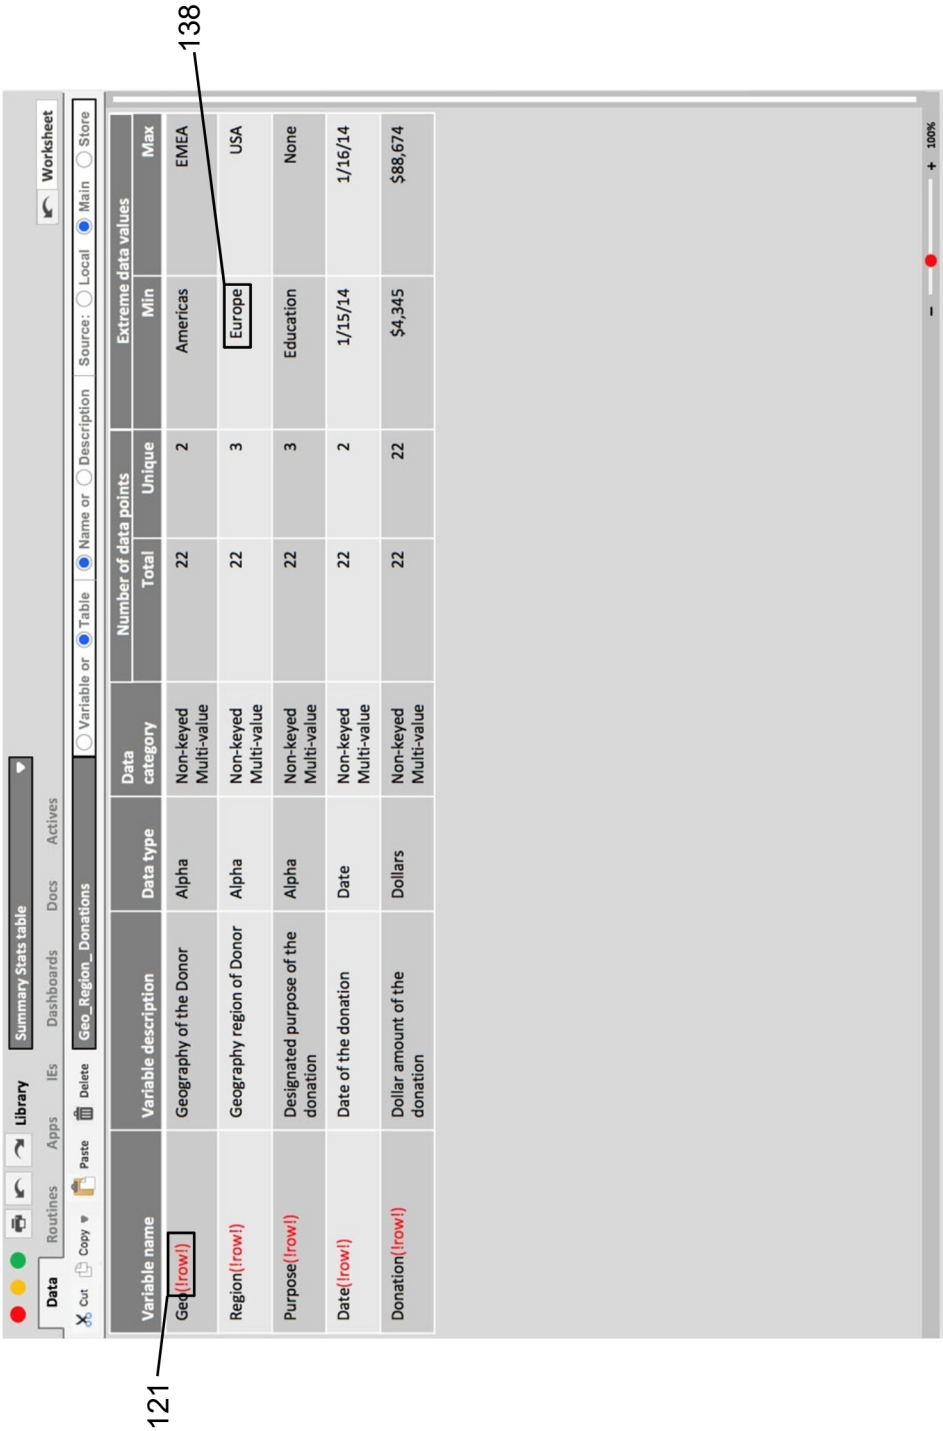 138
Library
Summary Stats table
Data Routines Apps IEs Dashboards Docs Actives Worksheet
Cut Copy Paste Delete Geo_Region_Donations Variable or Table Name or Description Source: Local Main Store
Variable name Variable description Data type Data category Number of data points Extreme data values
Total Unique Min Max
Geo(!row!) Geography of the Donor Alpha Non-keyed Multi-value 22 2 Americas EMEA
Region(!row!) Geography region of Donor Alpha Non-keyed Multi-value 22 3 Europe USA
Purpose(!row!) Designated purpose of the donation Alpha Non-keyed Multi-value 22 3 Education None
Date(!row!) Date of the donation Date Non-keyed Multi-value 22 2 1/15/14 1/16/14
Donation(!row!) Dollar amount of the donation Dollars Non-keyed Multi-value 22 22 $4,345 $88,674
− + 100%
121